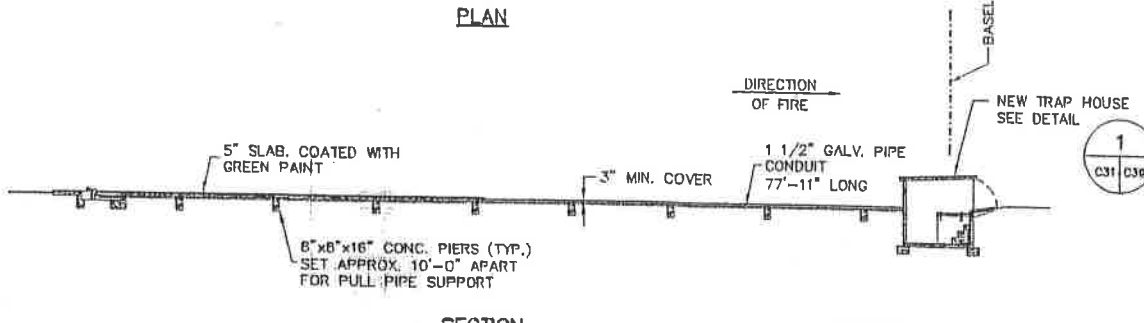 PLAN
BASEL
DIRECTION
OF FIRE
NEW TRAP HOUSE
SEE DETAIL
1
C31 C30
5" SLAB, COATED WITH
GREEN PAINT
3" MIN. COVER
1 1/2" GALV. PIPE
CONDUIT
77'-11" LONG
8"x8"x16" CONC. PIERS (TYP.)
SET APPROX. 10'-0" APART
FOR PULL PIPE SUPPORT
SECTION